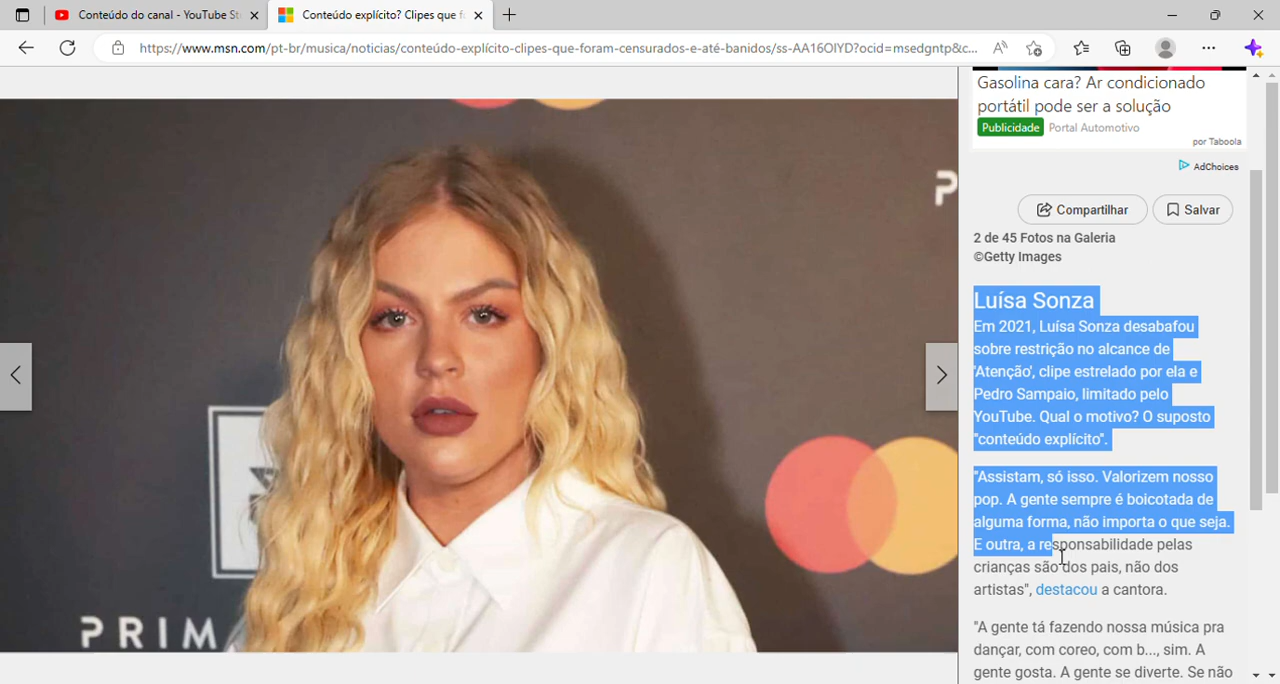 Conteúdo do canal - YouTube St
Conteúdo explícito? Clipes que f
https://www.msn.com/pt-br/musica/noticias/conteúdo-explícito-clipes-que-foram-censurados-e-até-banidos/ss-AA16OIYD?ocid=msedgntp&c...
P
PRIM
Gasolina cara? Ar condicionado
portátil pode ser a solução
Publicidade Portal Automotivo
por Taboola
AdChoices
Compartilhar Salvar
2 de 45 Fotos na Galeria
©Getty Images
Luísa Sonza
Em 2021, Luísa Sonza desabafou
sobre restrição no alcance de
'Atenção', clipe estrelado por ela e
Pedro Sampaio, limitado pelo
YouTube. Qual o motivo? O suposto
"conteúdo explícito".
"Assistam, só isso. Valorizem nosso
pop. A gente sempre é boicotada de
alguma forma, não importa o que seja.
E outra, a responsabilidade pelas
crianças são dos pais, não dos
artistas", destacou a cantora.
"A gente tá fazendo nossa música pra
dançar, com coreo, com b..., sim. A
gente gosta. A gente se diverte. Se não